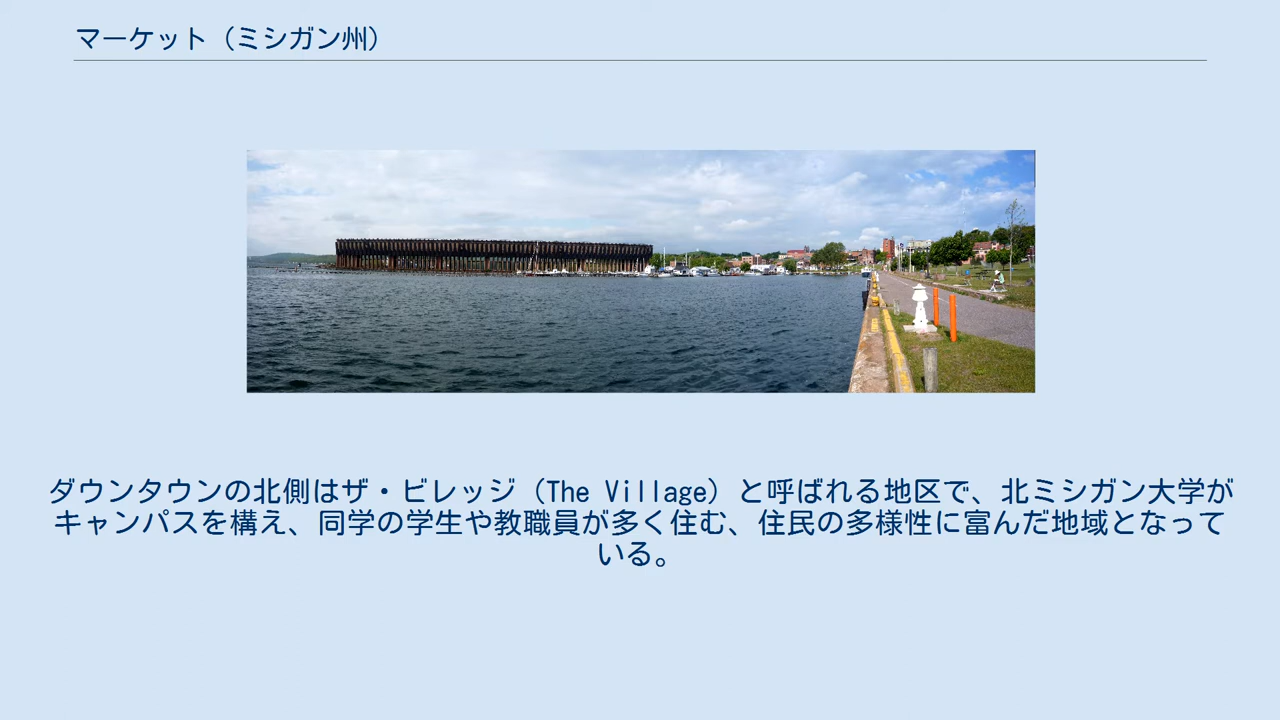 マーケット（ミシガン州）
ダウンタウンの北側はザ・ビレッジ（The Village）と呼ばれる地区で、北ミシガン大学が
キャンパスを構え、同学の学生や教職員が多く住む、住民の多様性に富んだ地域となって
いる。